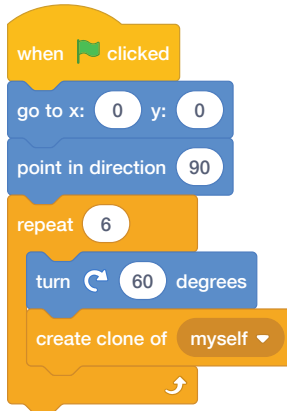 when clicked
go to x: 0 y: 0
point in direction 90
repeat 6
turn 60 degrees
create clone of myself